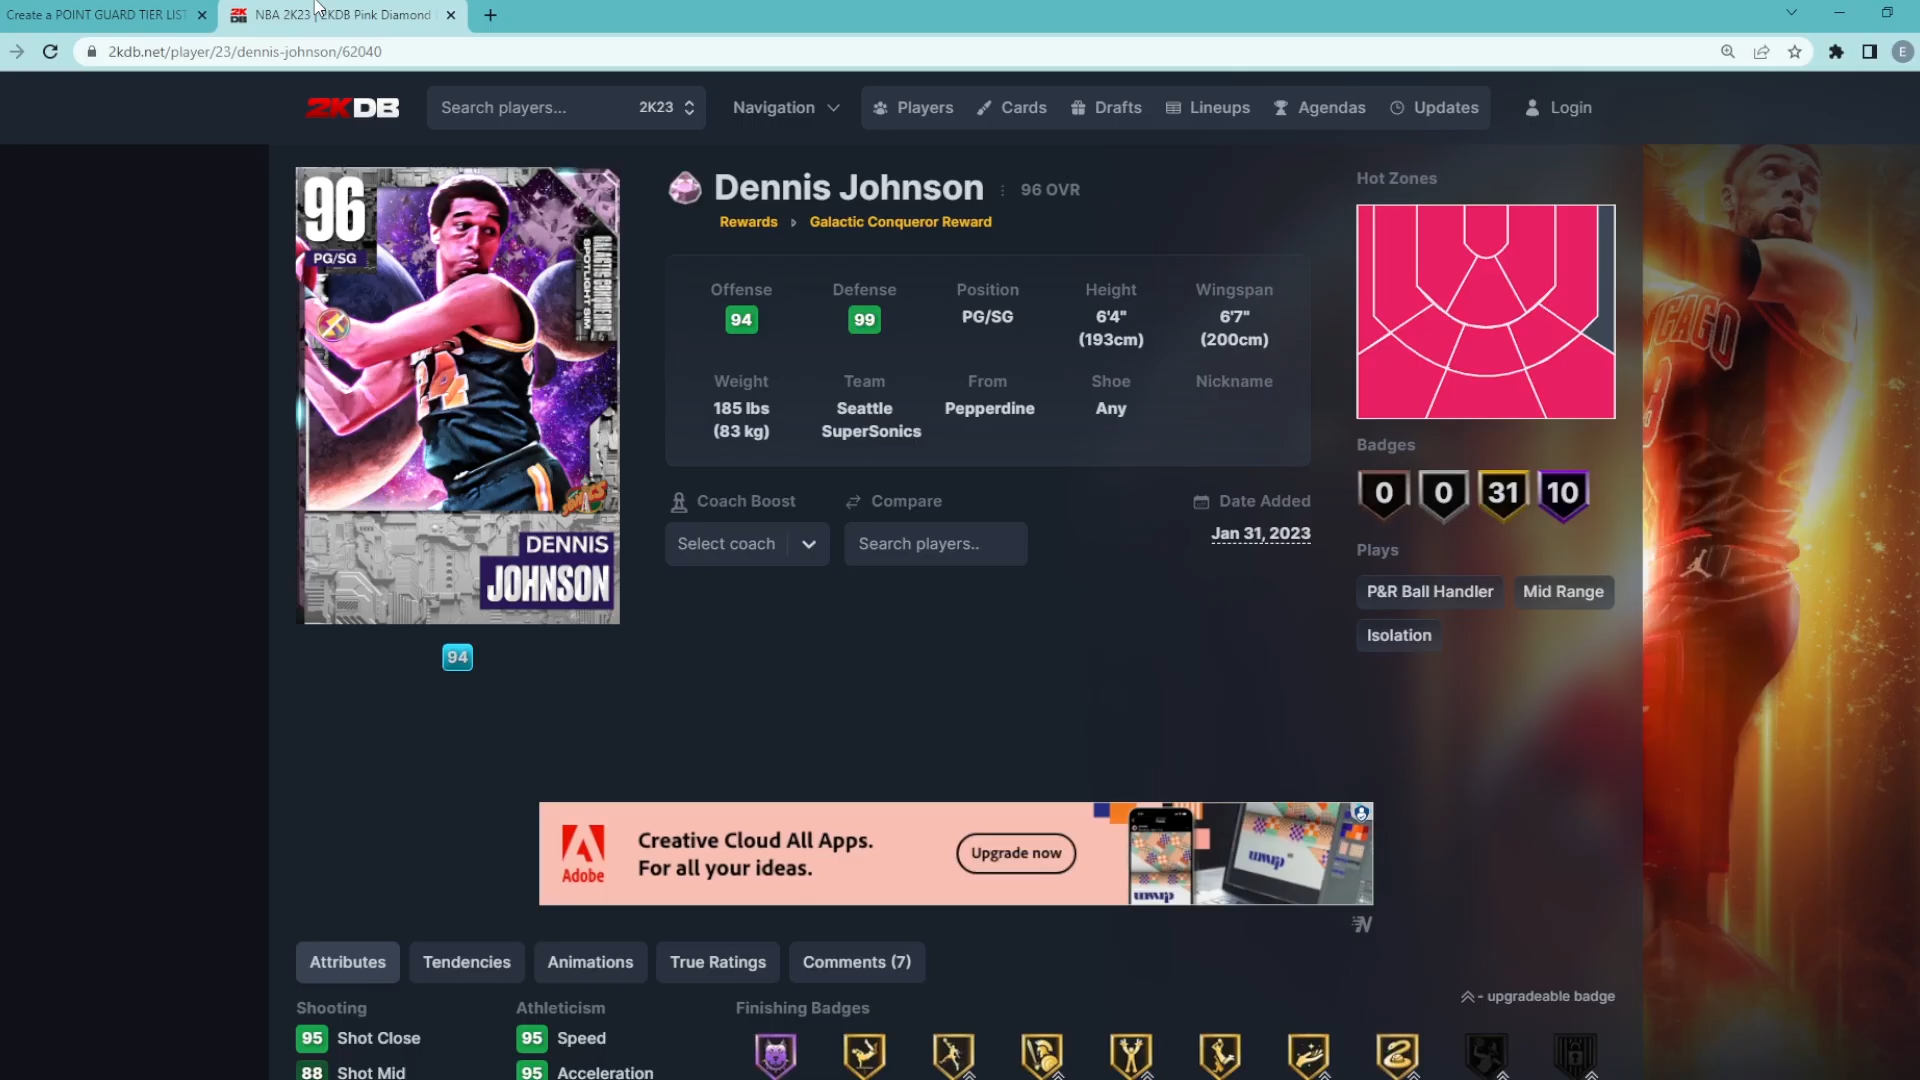 Create a POINT GUARD TIER LIST
NBA 2K23 | 2KDB Pink Diamond
2kdb.net/player/23/dennis-johnson/62040
E
2KDB
Search players...
2K23
Navigation
Players
Cards
Drafts
Lineups
Agendas
Updates
Login
96
PG/SG
GALACTIC CONQUEROR
SPOTLIGHT SIM
24
SONICS
DENNIS
JOHNSON
94
Dennis Johnson : 96 OVR
Rewards
Galactic Conqueror Reward
Offense
94
Defense
99
Position
PG/SG
Height
6'4"
(193cm)
Wingspan
6'7"
(200cm)
Weight
185 lbs
(83 kg)
Team
Seattle
SuperSonics
From
Pepperdine
Shoe
Any
Nickname
Coach Boost
Select coach
Compare
Search players..
Date Added
Jan 31, 2023
Hot Zones
Badges
0
0
31
10
Plays
P&R Ball Handler
Mid Range
Isolation
Adobe
Creative Cloud All Apps.
For all your ideas.
Upgrade now
Attributes
Tendencies
Animations
True Ratings
Comments (7)
- upgradeable badge
Shooting
95 Shot Close
88 Shot Mid
Athleticism
95 Speed
95 Acceleration
Finishing Badges